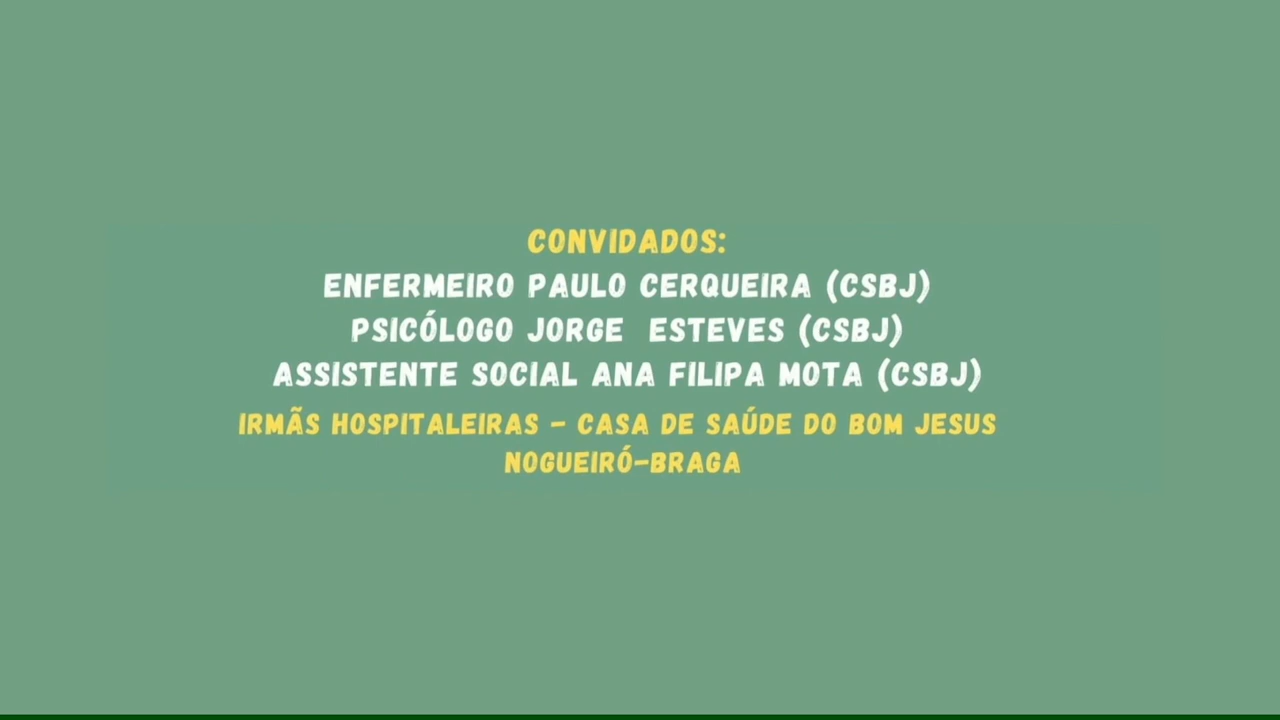 CONVIDADOS:
ENFERMEIRO PAULO CERQUEIRA (CSBJ)
PSICÓLOGO JORGE ESTEVES (CSBJ)
ASSISTENTE SOCIAL ANA FILIPA MOTA (CSBJ)
IRMÃS HOSPITALEIRAS - CASA DE SAÚDE DO BOM JESUS
NOGUEIRÓ-BRAGA